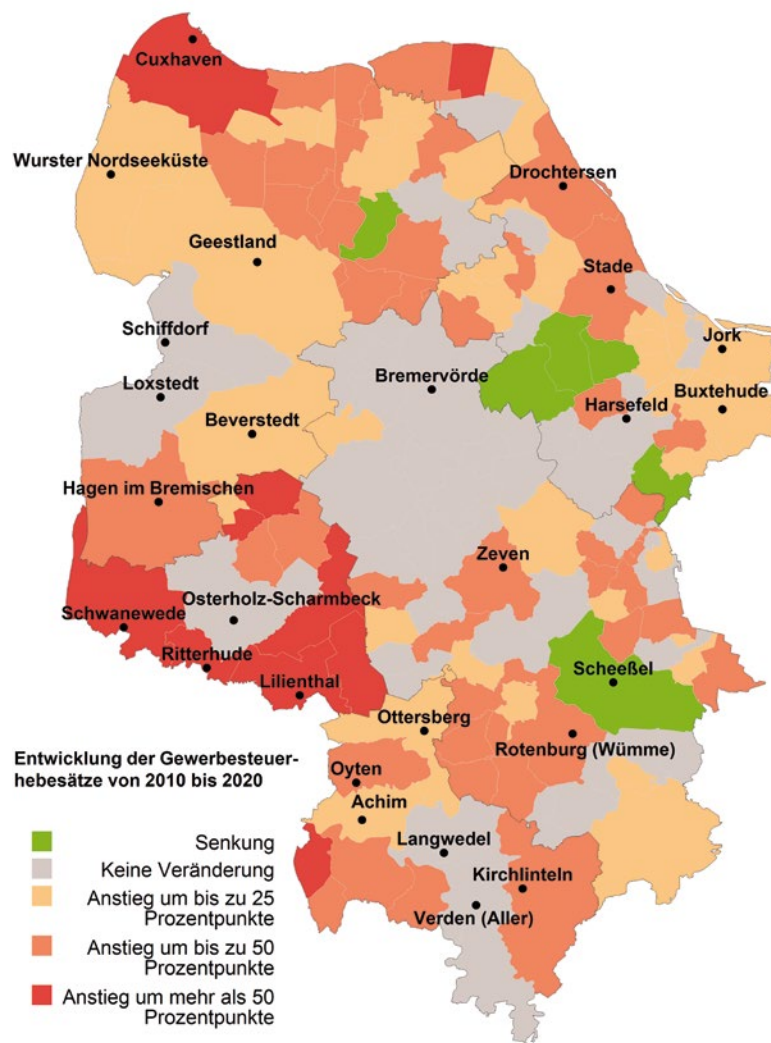 Cuxhaven
Wurster Nordseeküste
Drochtersen
Geestland
Stade
Schiffdorf
Jork
Bremervörde
Loxstedt
Buxtehude
Harsefeld
Beverstedt
Hagen im Bremischen
Zeven
Osterholz-Scharmbeck
Schwanewede
Ritterhude
Scheeßel
Lilienthal
Ottersberg
Rotenburg (Wümme)
Oyten
Achim
Langwedel
Kirchlinteln
Verden (Aller)
Entwicklung der Gewerbesteuer-
hebesätze von 2010 bis 2020
Senkung
Keine Veränderung
Anstieg um bis zu 25
Prozentpunkte
Anstieg um bis zu 50
Prozentpunkte
Anstieg um mehr als 50
Prozentpunkte